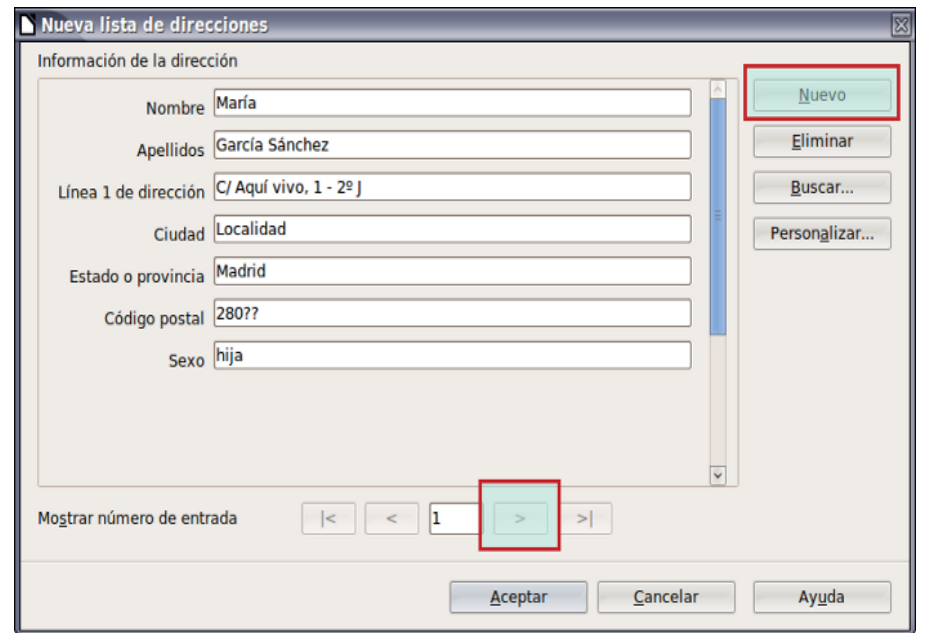 Nueva lista de direcciones
Información de la dirección
Nombre María
Apellidos García Sánchez
Línea 1 de dirección C/ Aquí vivo, 1 - 2º J
Ciudad Localidad
Estado o provincia Madrid
Código postal 280??
Sexo hija
Nuevo
Eliminar
Buscar...
Personalizar...
Mostrar número de entrada |< < 1 > >|
Aceptar Cancelar Ayuda